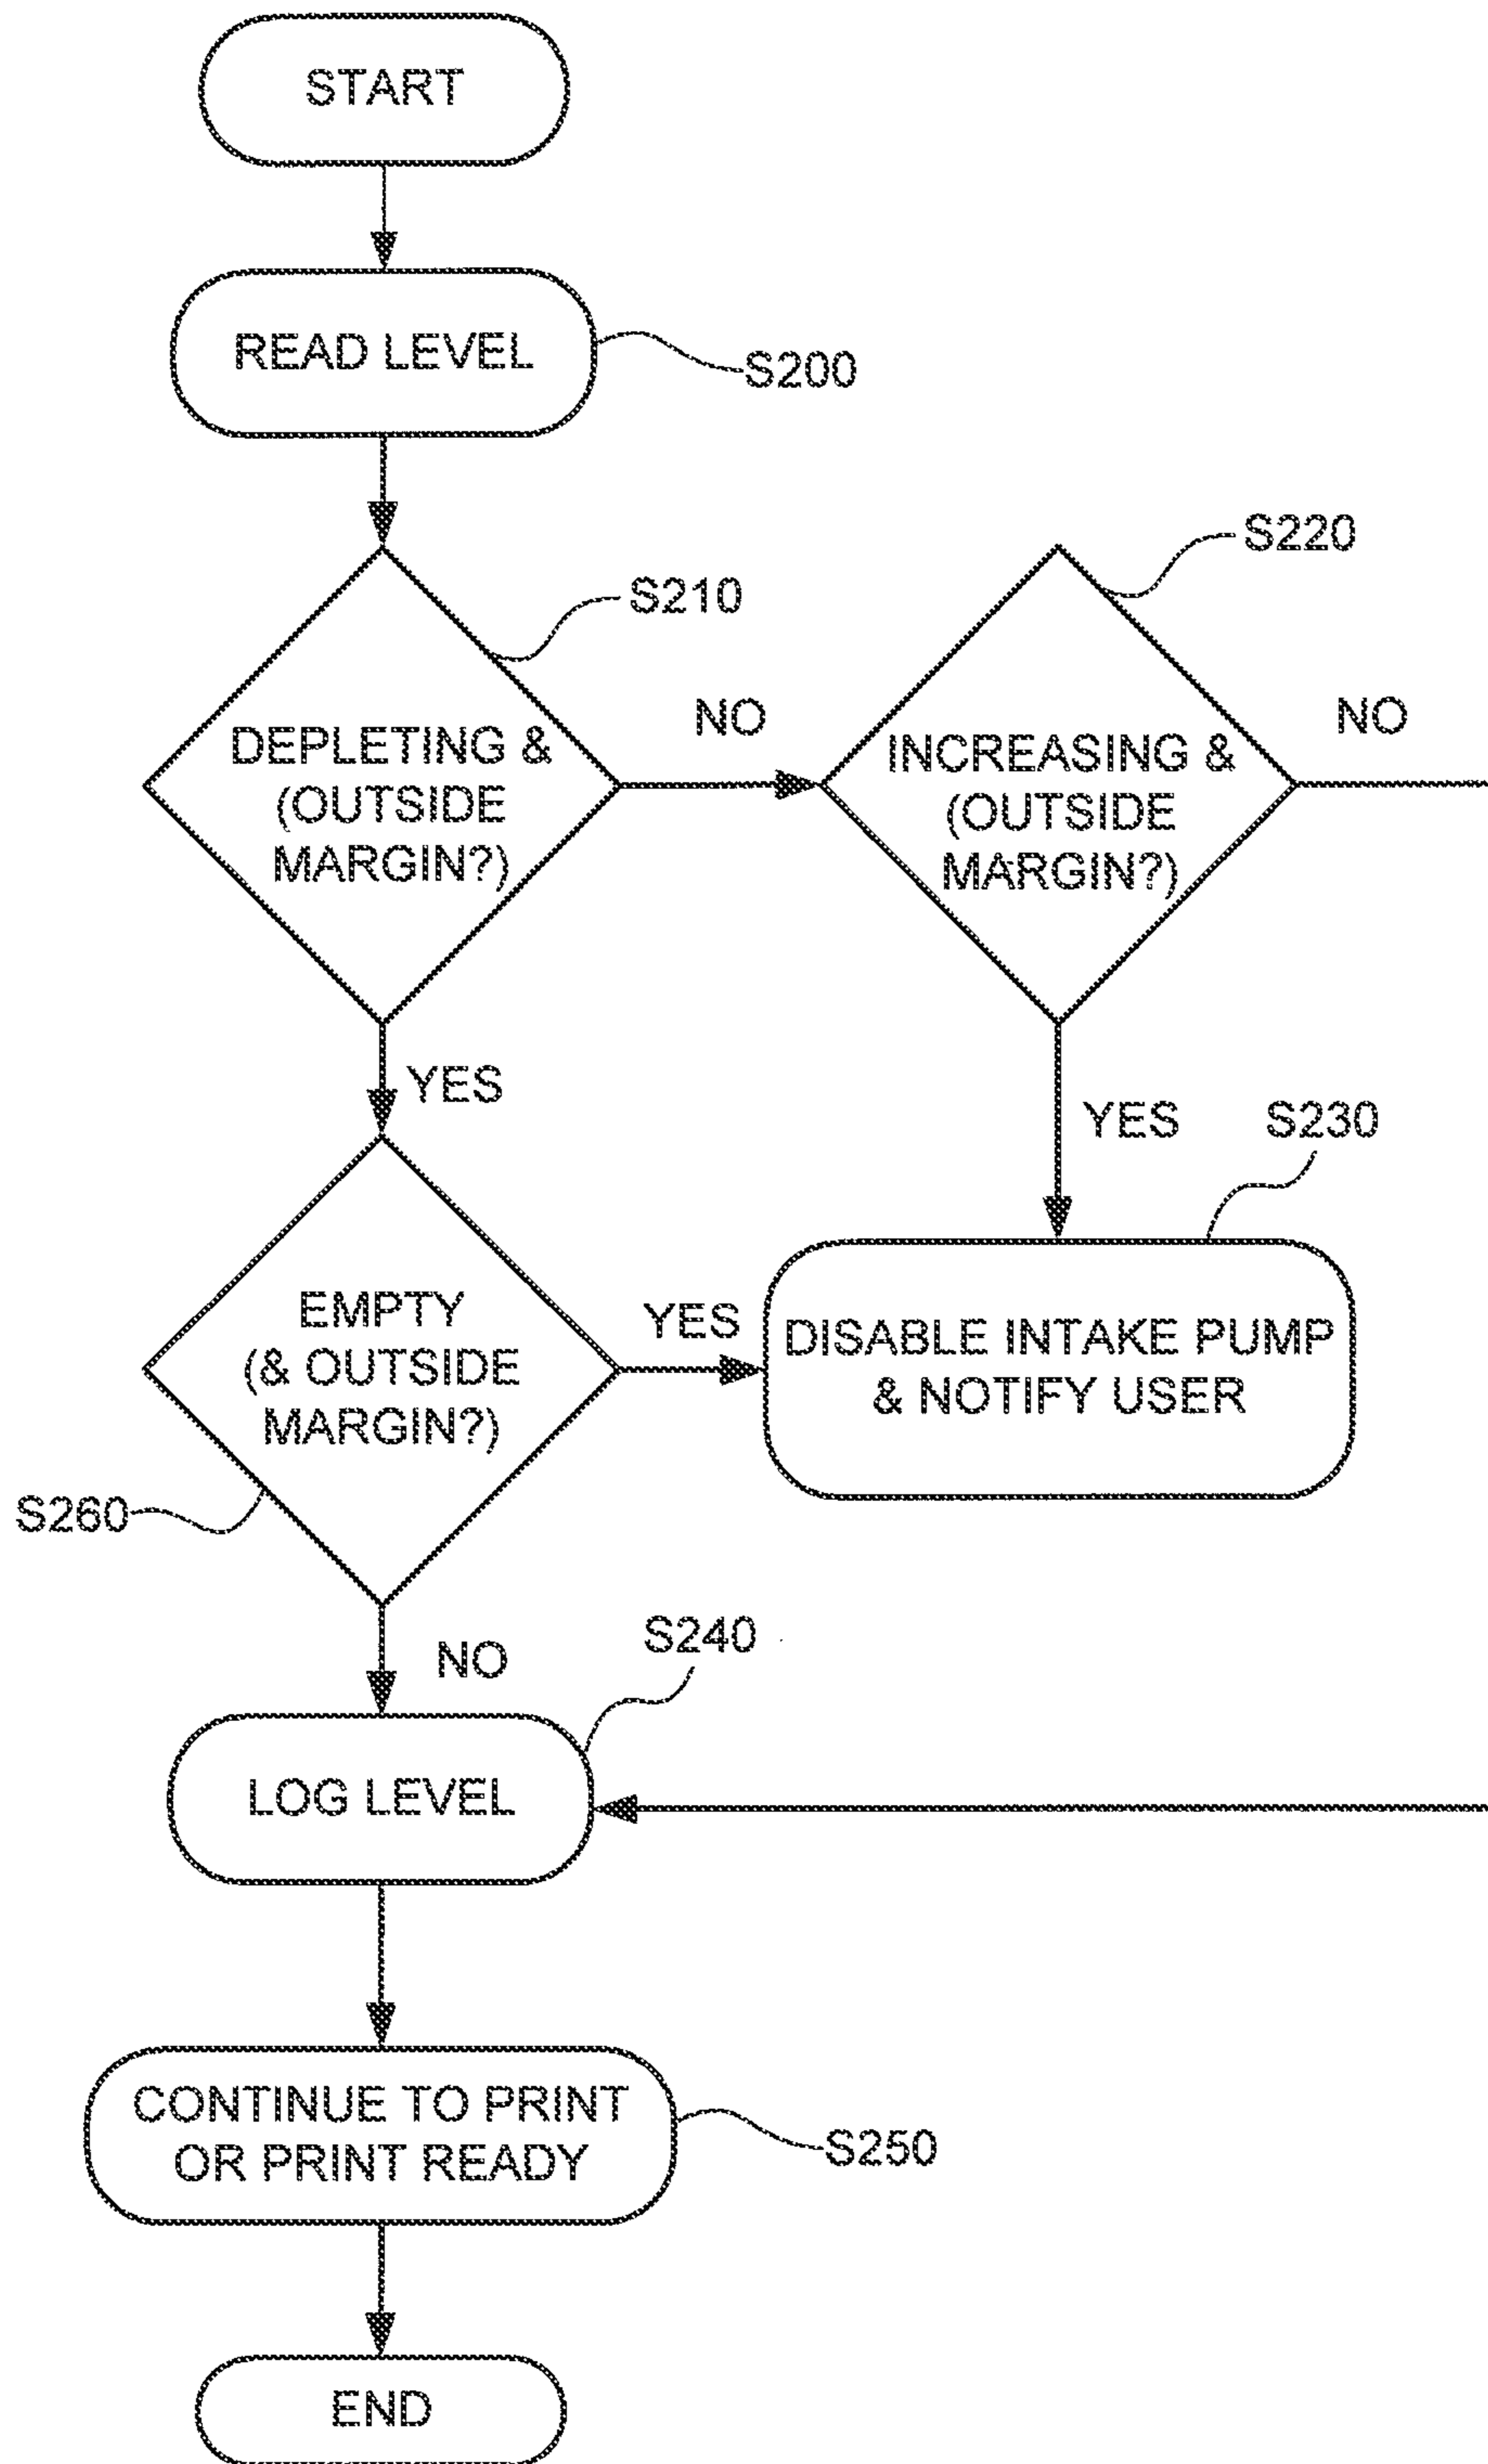 START
READ LEVEL
S200
S220
S210
NO
NO
DEPLETING &
(OUTSIDE
MARGIN?)
INCREASING &
(OUTSIDE
MARGIN?)
YES
YES
S230
EMPTY
(& OUTSIDE
MARGIN?)
YES
DISABLE INTAKE PUMP
& NOTIFY USER
S260
NO
S240
LOG LEVEL
CONTINUE TO PRINT
OR PRINT READY
S250
END